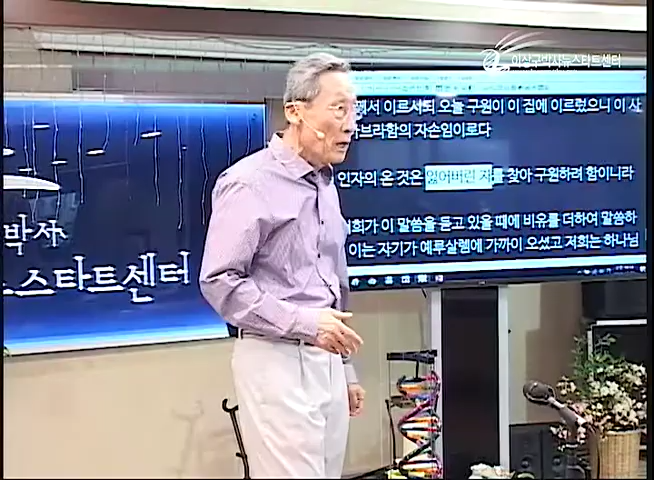 이상구박사뉴스타트센터
께서 이르시되 오늘 구원이 이 집에 이르렀으니 이 사
브라함의 자손임이로다
인자의 온 것은 잃어버린 자를 찾아 구원하려 함이니라
희가 이 말씀을 듣고 있을 때에 비유를 더하여 말씀하
이는 자기가 예루살렘에 가까이 오셨고 저희는 하나님
박사
스타트센터